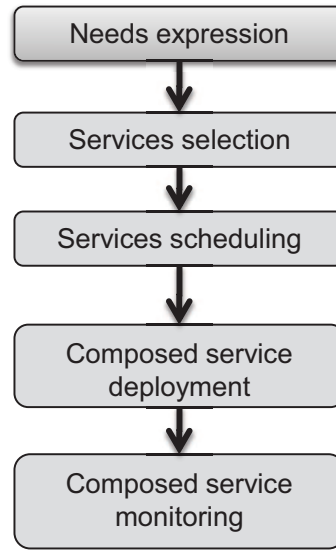 Needs expression
Services selection
Services scheduling
Composed service
deployment
Composed service
monitoring